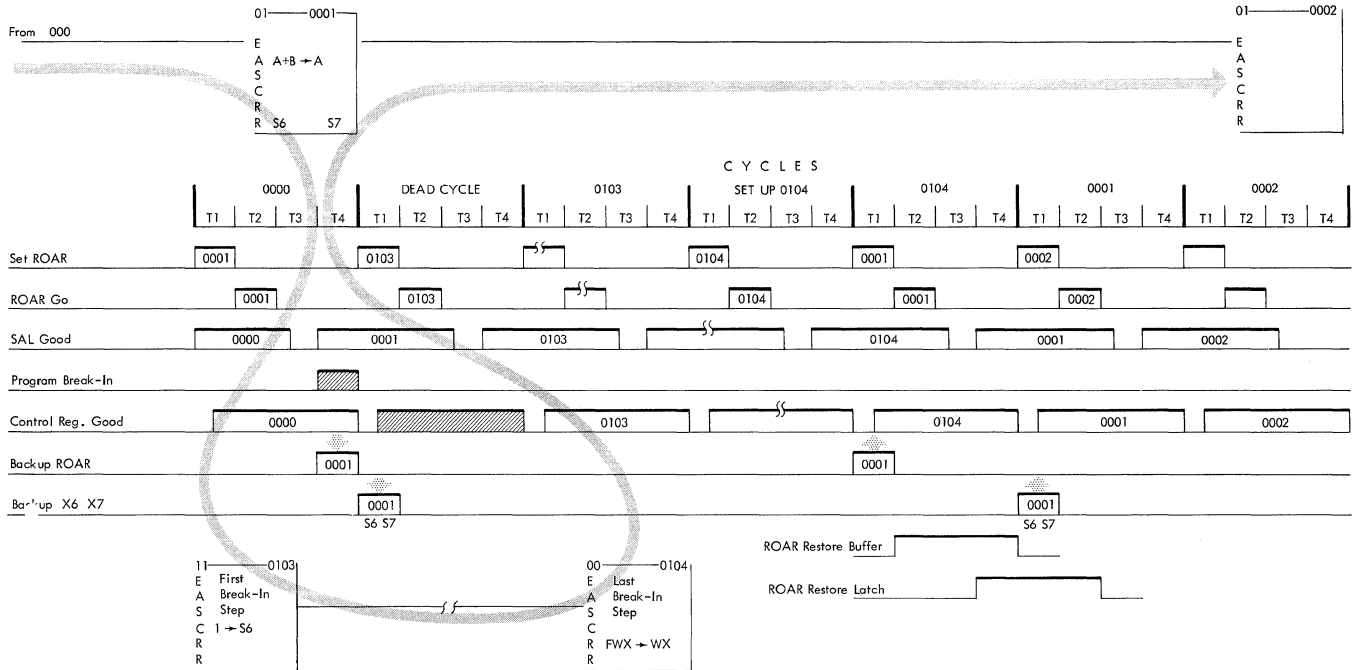 01 0001
01 0002
From 000
E
A A+B → A
S
C
R
R S6 S7
E
A
S
C
R
R
CYCLES
0000 DEAD CYCLE 0103 SET UP 0104 0104 0001 0002
T1 T2 T3 T4 T1 T2 T3 T4 T1 T2 T3 T4 T1 T2 T3 T4 T1 T2 T3 T4 T1 T2 T3 T4 T1 T2 T3 T4
Set ROAR 0001 0103 0104 0001 0002
ROAR Go 0001 0103 0104 0001 0002
SAL Good 0000 0001 0103 0104 0001 0002
Program Break-In
Control Reg. Good 0000 0103 0104 0001 0002
Backup ROAR 0001 0001
X6 X7 0001 0001
S6 S7 S6 S7
ROAR Restore Buffer
ROAR Restore Latch
11 0103
E First
A Break-In
S Step
C 1 → S6
R
R
00 0104
E Last
A Break-In
S Step
C
R FWX → WX
R